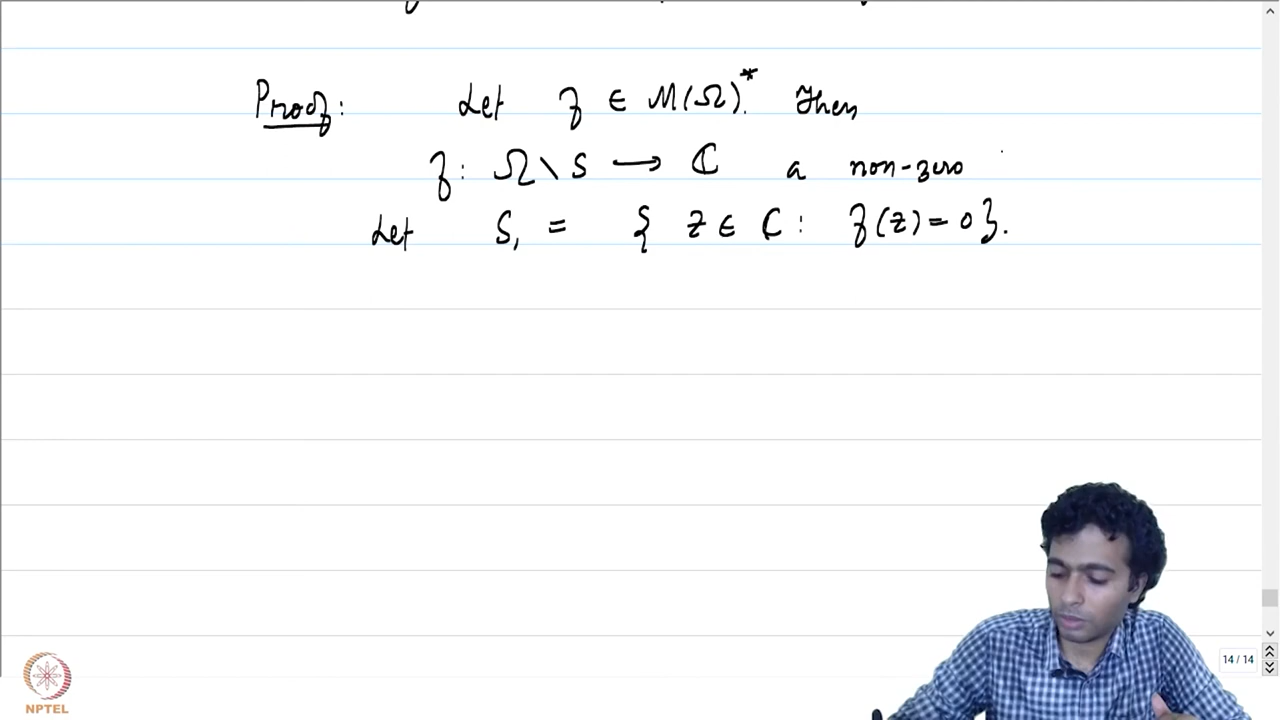 Proof: Let f ∈ M(Ω)*. Then
f: Ω \ S ⟶ ℂ a non-zero
Let S₁ = { z ∈ ℂ : f(z) = 0 }.
14 / 14
NPTEL